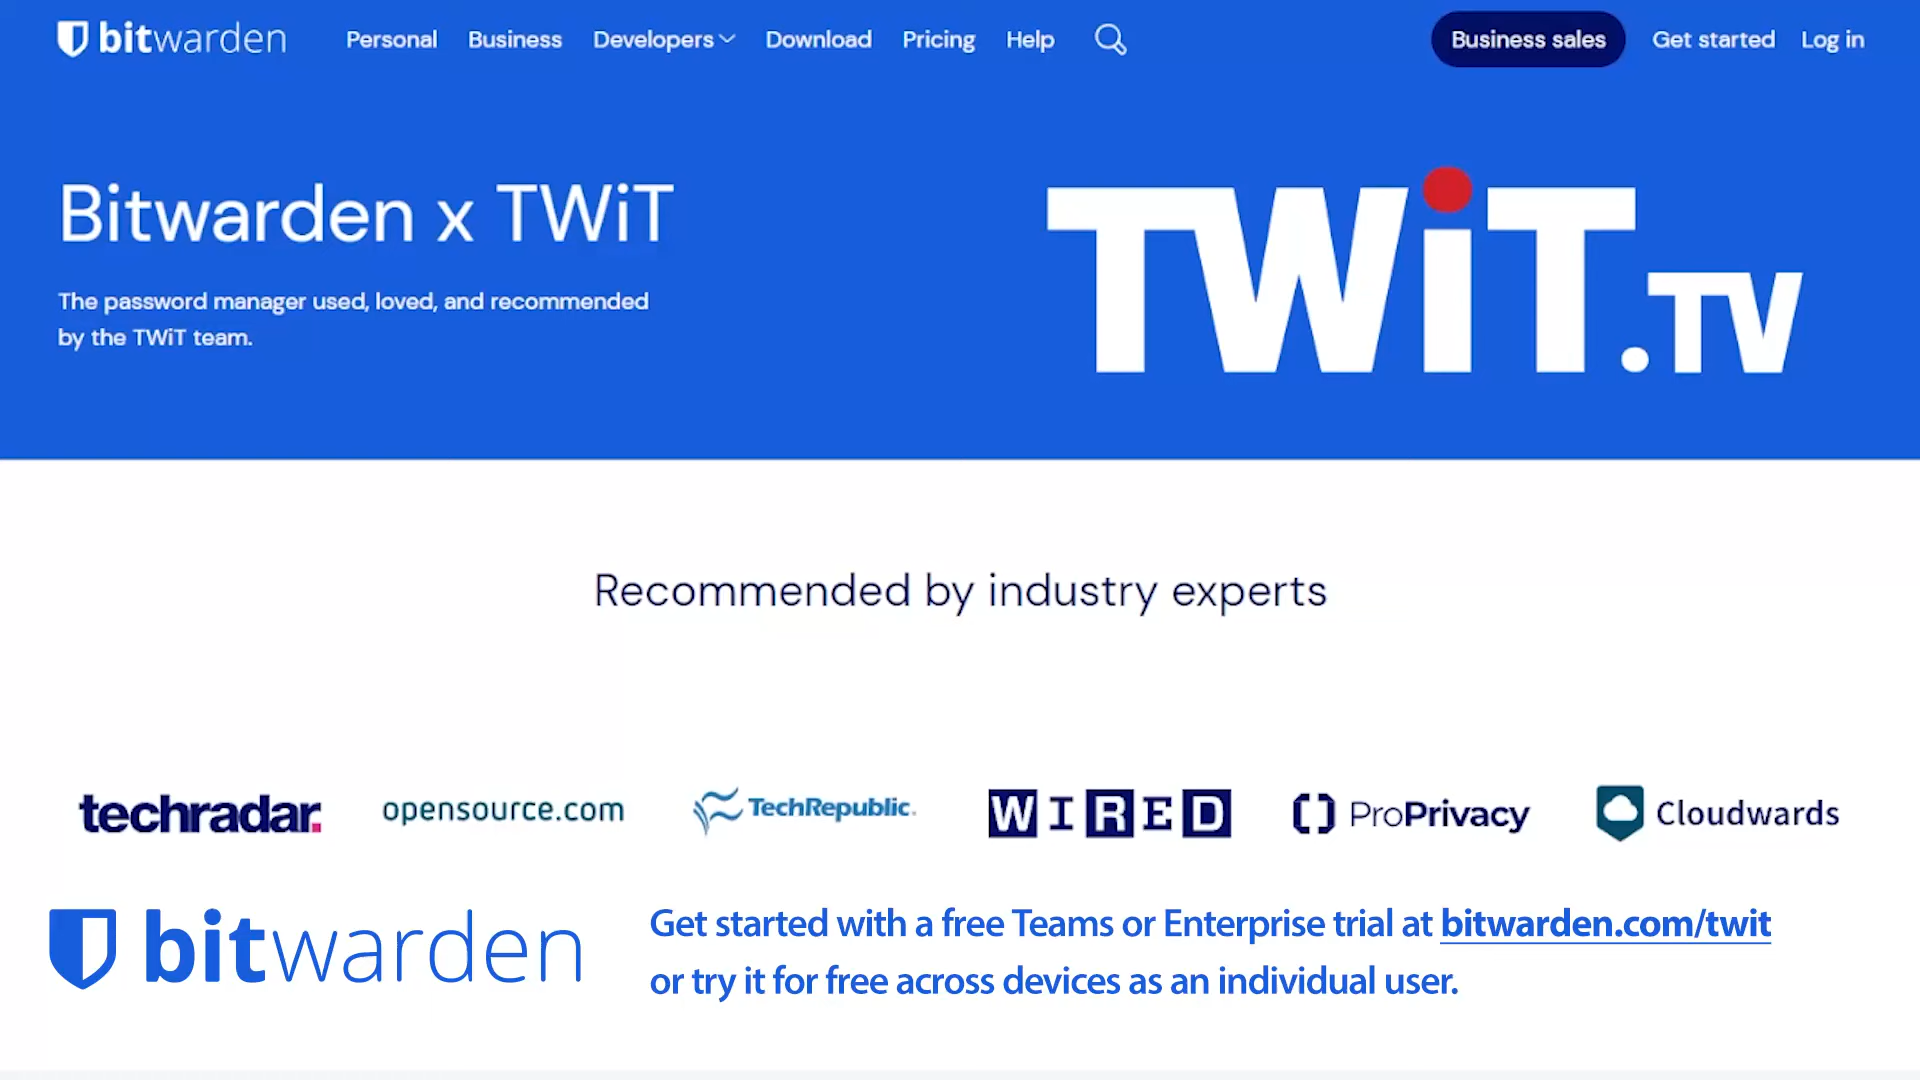 bitwarden Personal Business Developers Download Pricing Help Business sales Get started Log in
Bitwarden x TWiT
The password manager used, loved, and recommended
by the TWiT team.
TWiT.TV
Recommended by industry experts
techradar. opensource.com TechRepublic. WIRED ProPrivacy Cloudwards
bitwarden
Get started with a free Teams or Enterprise trial at bitwarden.com/twit
or try it for free across devices as an individual user.